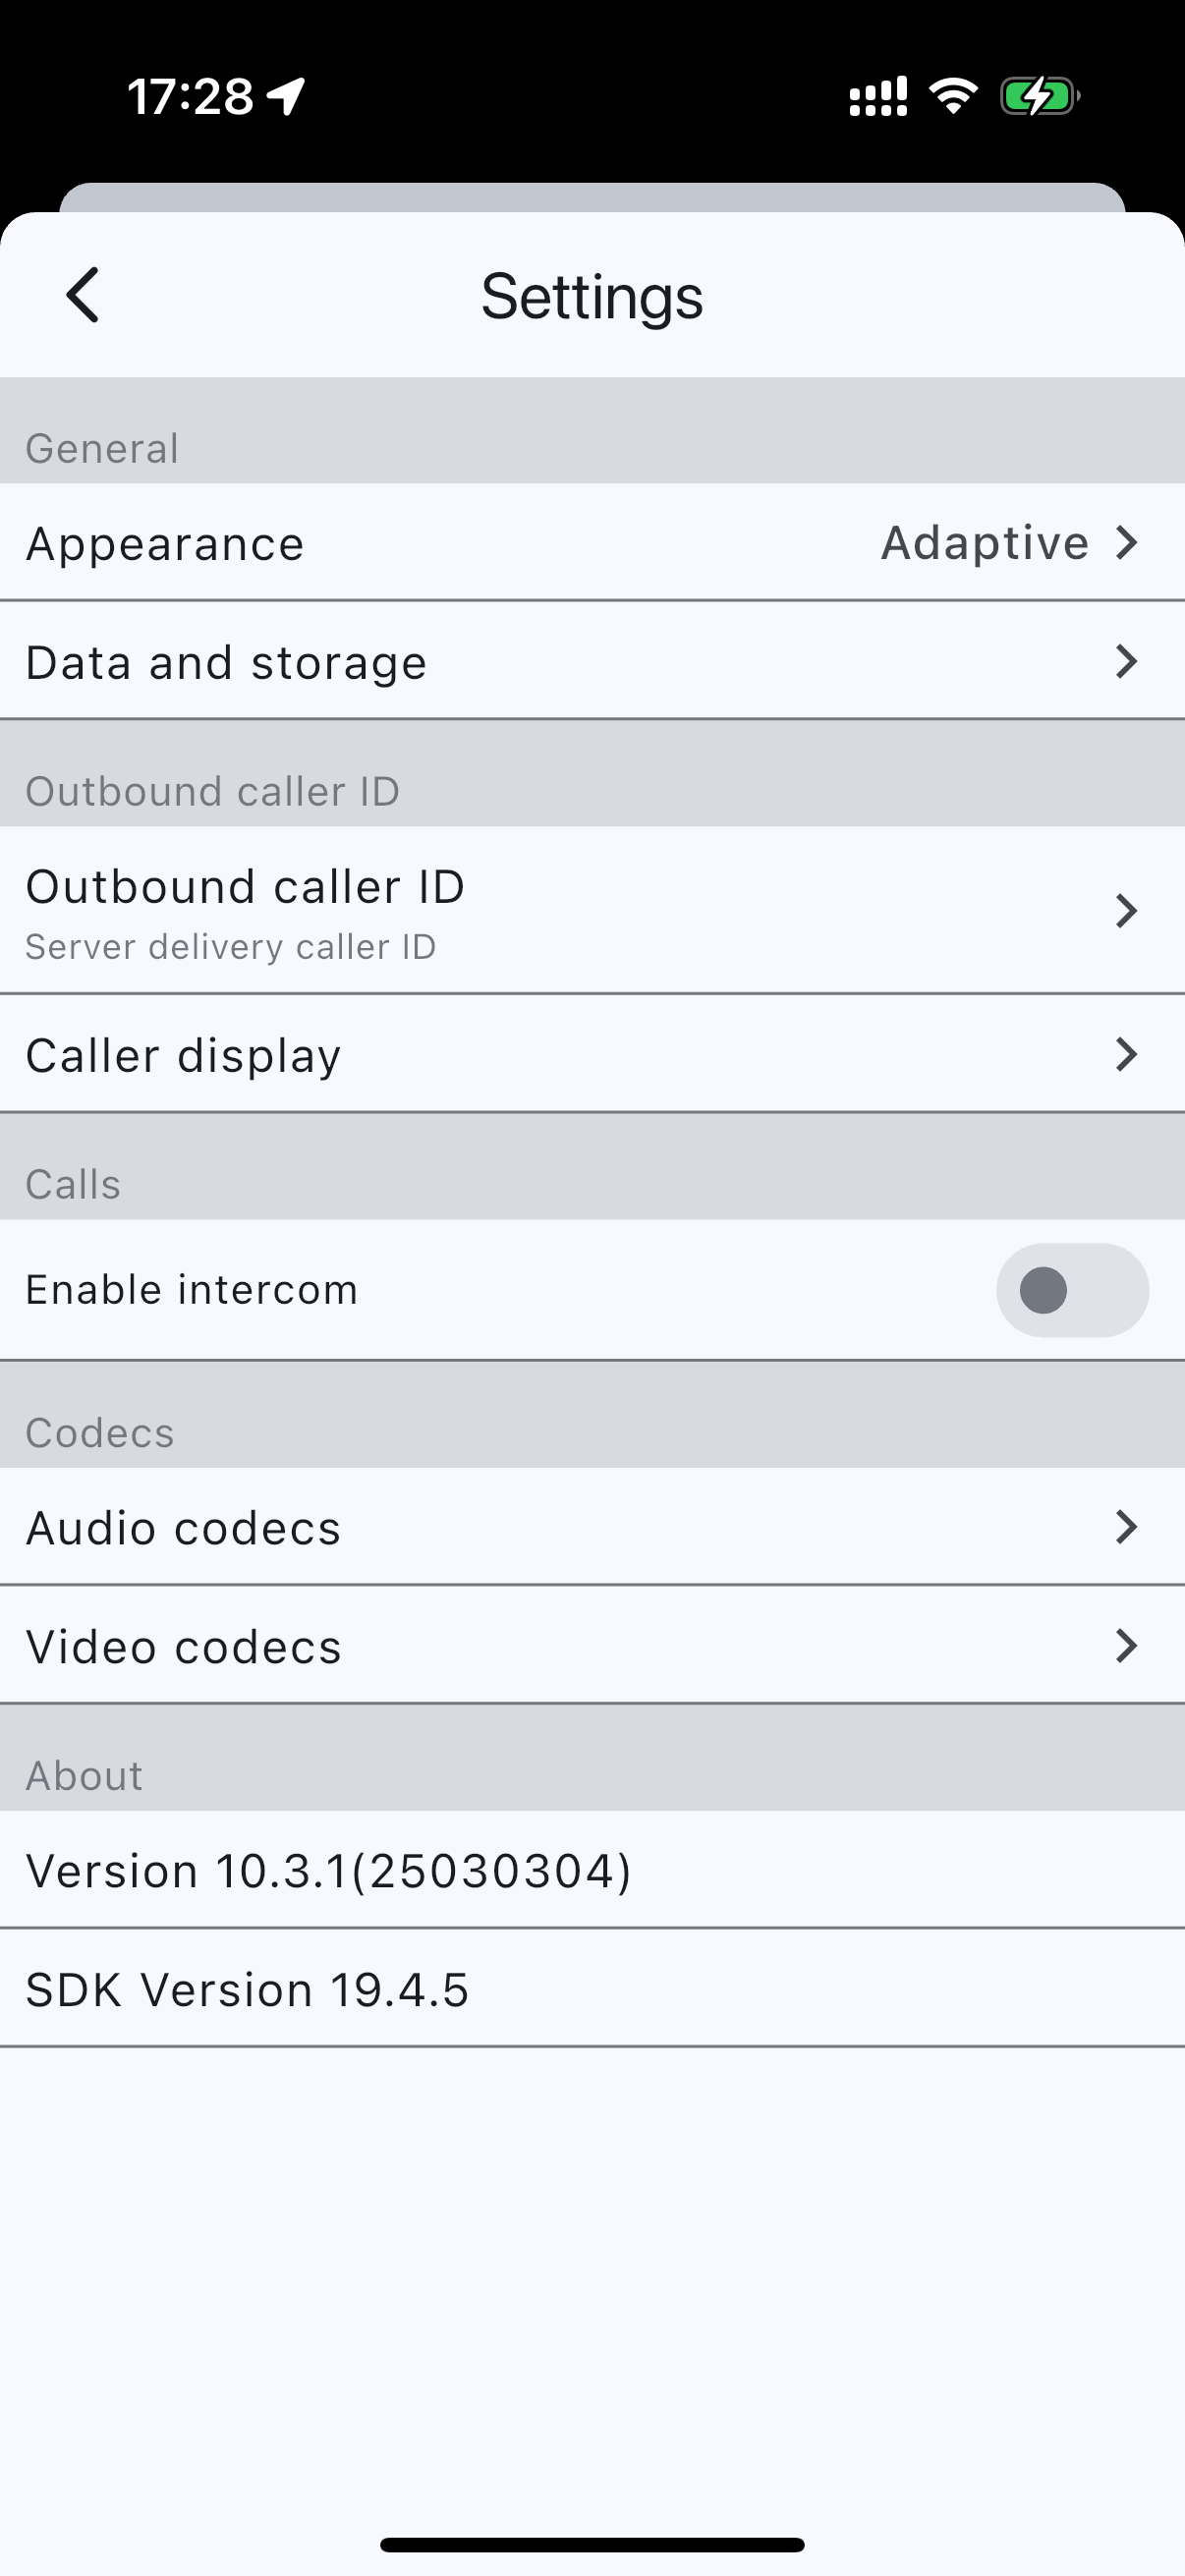 17:28
Settings
General
Appearance Adaptive
Data and storage
Outbound caller ID
Outbound caller ID
Server delivery caller ID
Caller display
Calls
Enable intercom
Codecs
Audio codecs
Video codecs
About
Version 10.3.1(25030304)
SDK Version 19.4.5